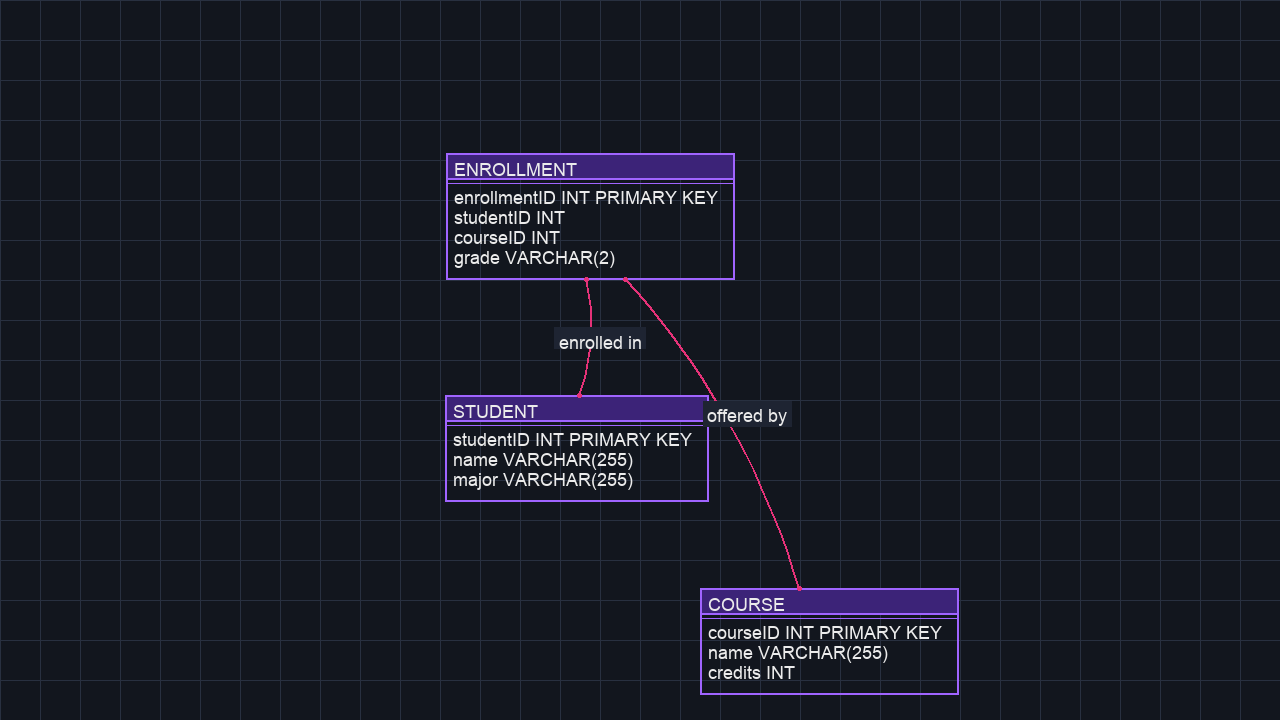 ENROLLMENT
enrollmentID INT PRIMARY KEY
studentID INT
courseID INT
grade VARCHAR(2)
enrolled in
STUDENT
studentID INT PRIMARY KEY
name VARCHAR(255)
major VARCHAR(255)
offered by
COURSE
courseID INT PRIMARY KEY
name VARCHAR(255)
credits INT